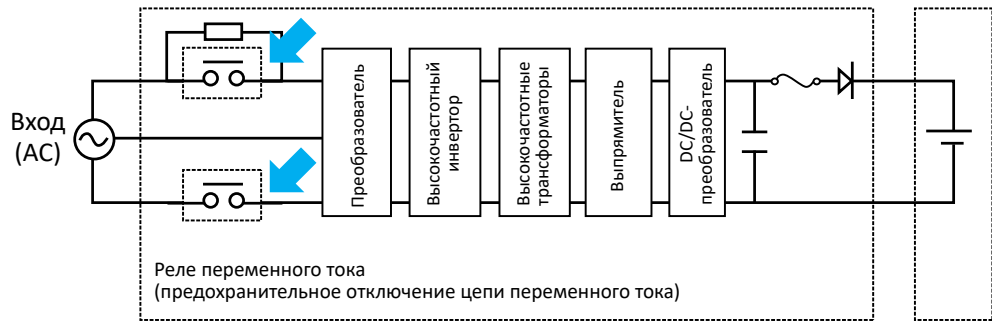 Вход
(AC)
Преобразователь
Высокочастотный
инвертор
Высокочастотные
трансформаторы
Выпрямитель
DC/DC-
преобразователь
Реле переменного тока
(предохранительное отключение цепи переменного тока)